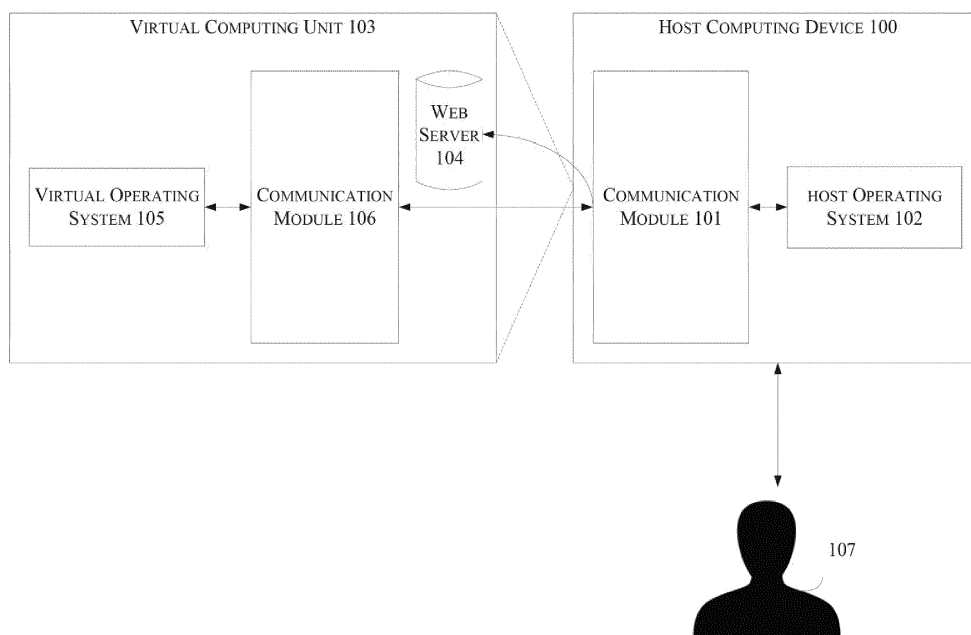 VIRTUAL COMPUTING UNIT 103
HOST COMPUTING DEVICE 100
WEB
SERVER
104
VIRTUAL OPERATING
SYSTEM 105
COMMUNICATION
MODULE 106
COMMUNICATION
MODULE 101
HOST OPERATING
SYSTEM 102
107